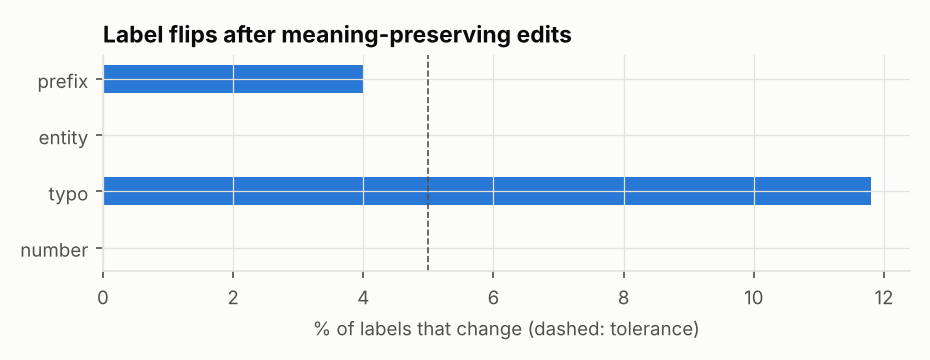 Label flips after meaning-preserving edits
prefix
entity
typo
number
0 2 4 6 8 10 12
% of labels that change (dashed: tolerance)